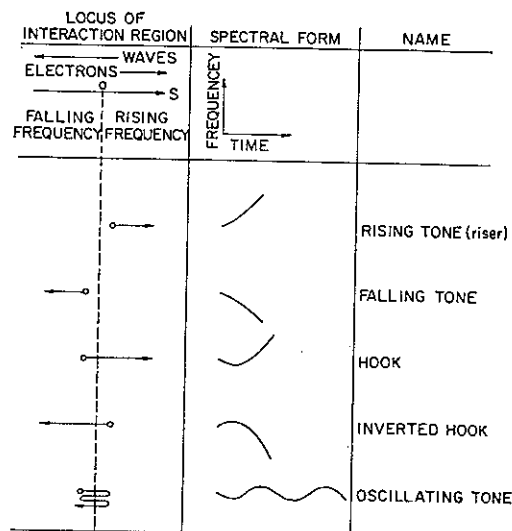 LOCUS OF
INTERACTION REGION
SPECTRAL FORM
NAME
WAVES
ELECTRONS
S
FALLING RISING
FREQUENCY FREQUENCY
FREQUENCEY
TIME
RISING TONE (riser)
FALLING TONE
HOOK
INVERTED HOOK
OSCILLATING TONE